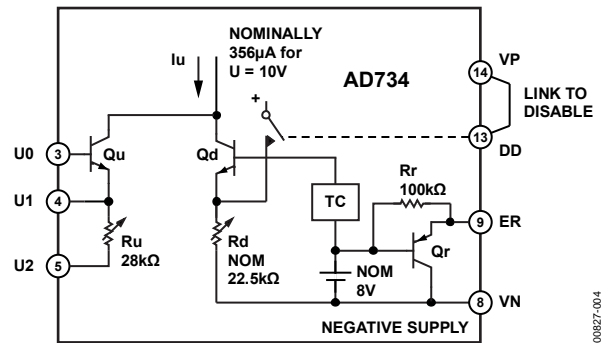 NOMINALLY
356µA for
U = 10V
Iu
AD734
VP
14
LINK TO
DISABLE
+
13
DD
U0
3
Qu
Qd
U1
4
TC
Rr
100kΩ
9
ER
Ru
28kΩ
Rd
NOM
22.5kΩ
Qr
U2
5
NOM
8V
8
VN
NEGATIVE SUPPLY
00827-004